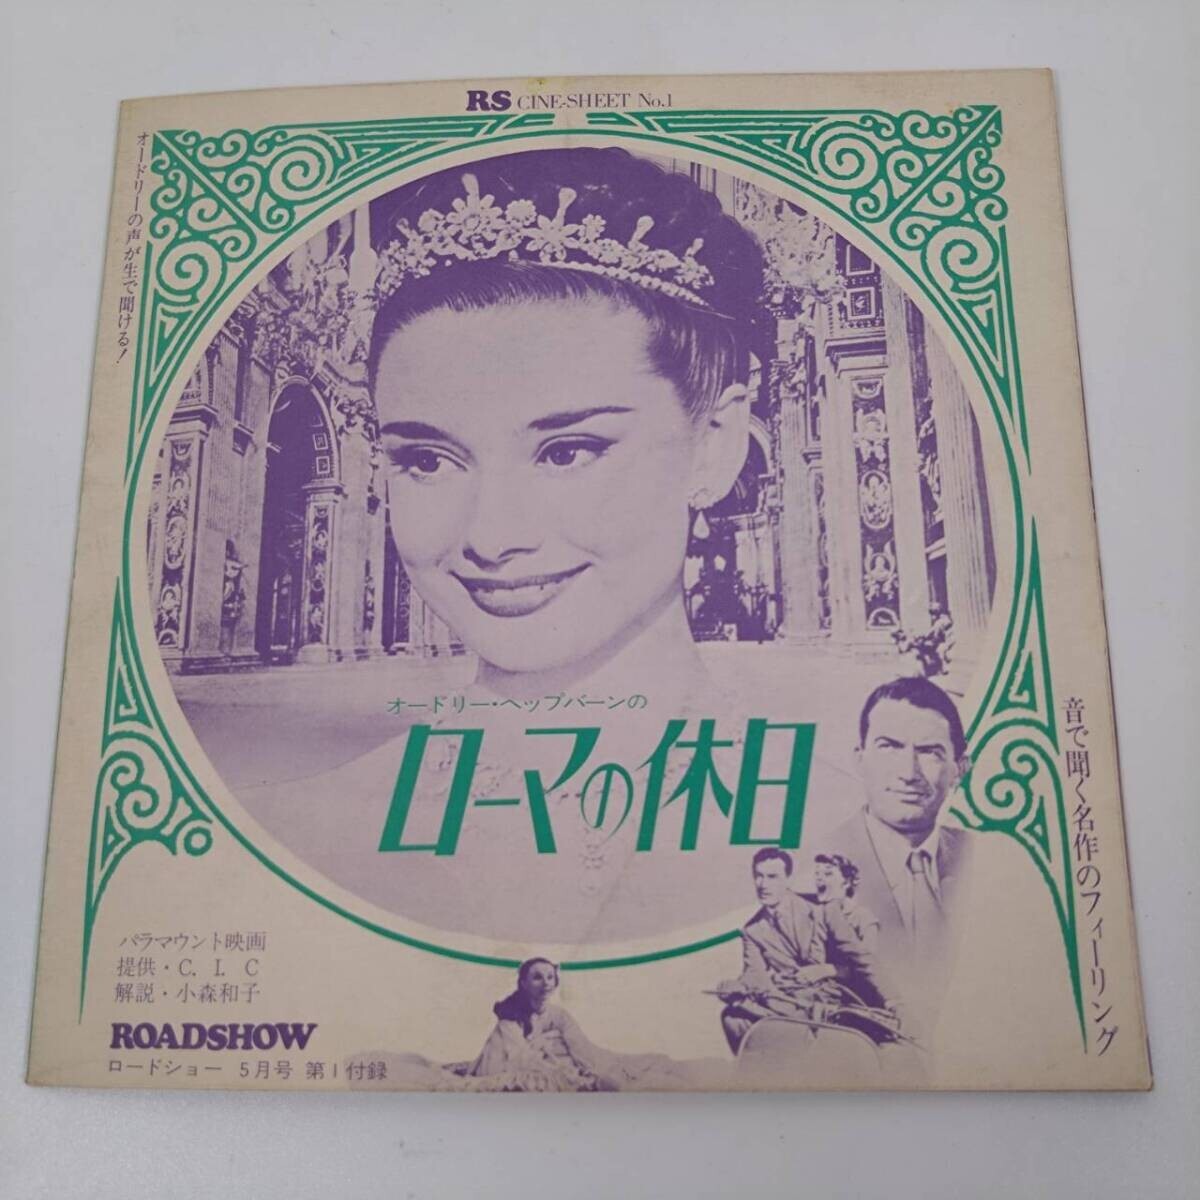 RS CINE-SHEET No.1
オードリーの声が生で聞ける!
オードリー・ヘップバーンの
ローマの休日
音で聞く名作のフィーリング
パラマウント映画
提供・C. I. C
解説・小森和子
ROADSHOW
ロードショー 5月号 第1付録